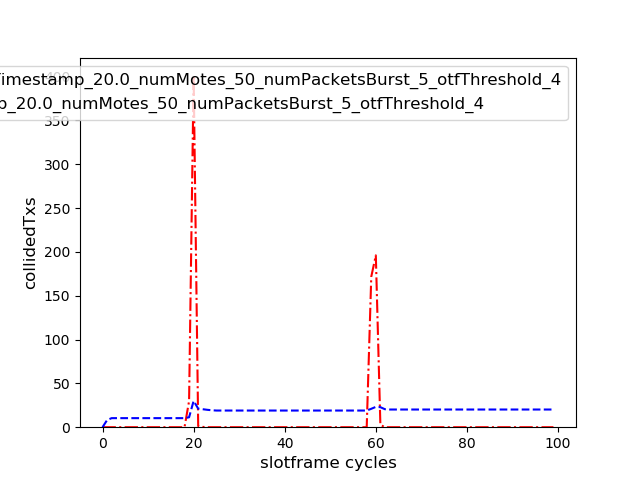 imestamp_20.0_numMotes_50_numPacketsBurst_5_otfThreshold_4
p_20.0_numMotes_50_numPacketsBurst_5_otfThreshold_4
400
350
300
250
200
150
100
50
0
collidedTxs
0 20 40 60 80 100
slotframe cycles